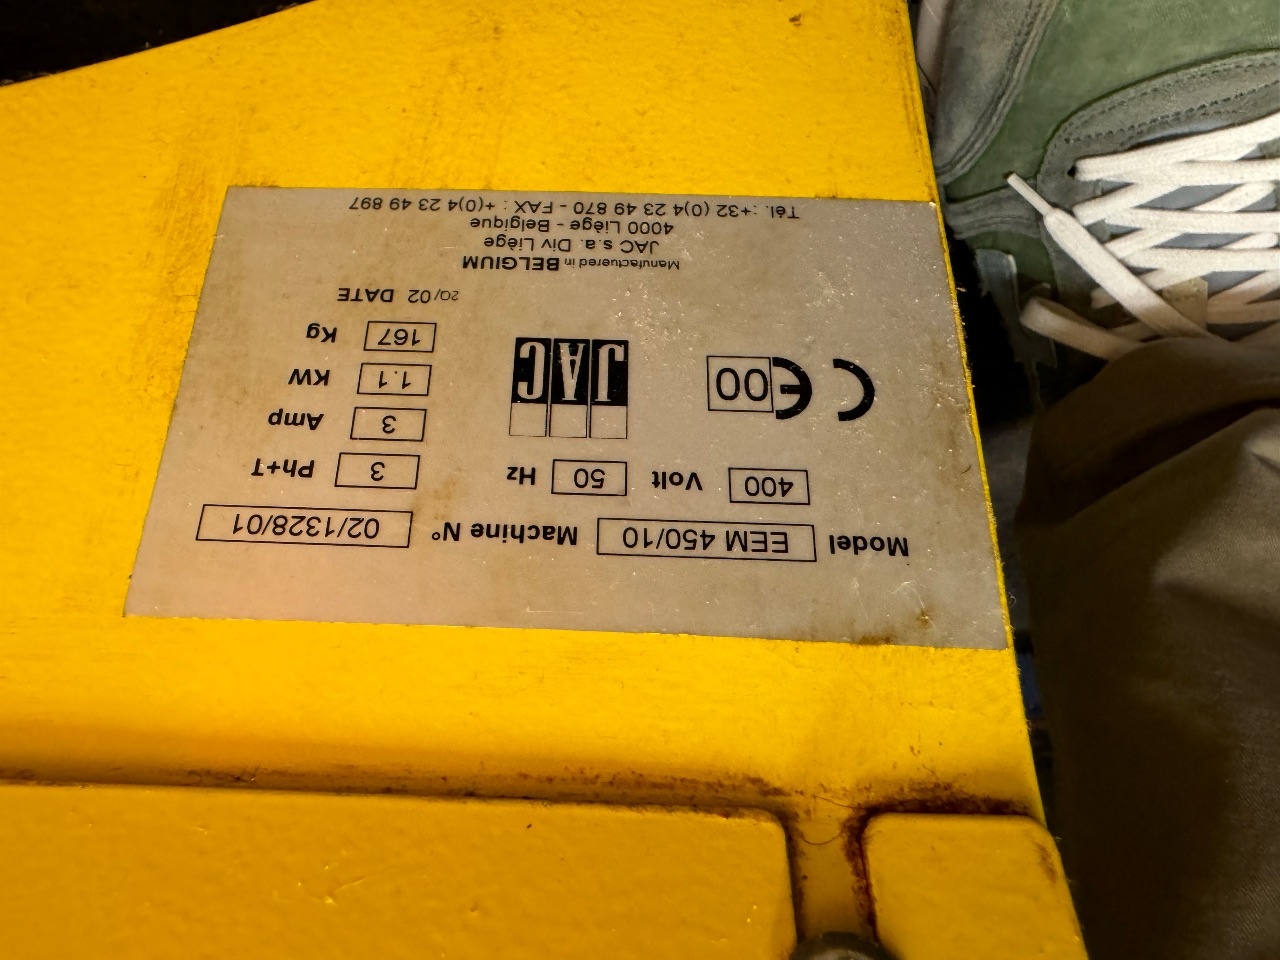 Model EEM 450/10 Machine N° 02/1328/01
400 Volt 50 Hz 3 Ph+T
3 Amp
CE 00 JAC 1.1 KW
167 Kg
20/02 DATE
Manufactuered in BELGIUM
JAC s.a. Div Liège
4000 Liège - Belgique
Tél. :+32 (0)4 23 49 870 - FAX : +(0)4 23 49 897